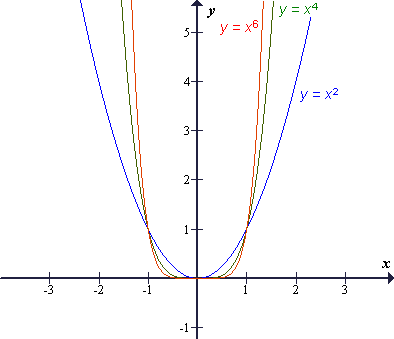 y
y = x⁴
y = x⁶
5
4
y = x²
3
2
1
x
-3 -2 -1 1 2 3
-1